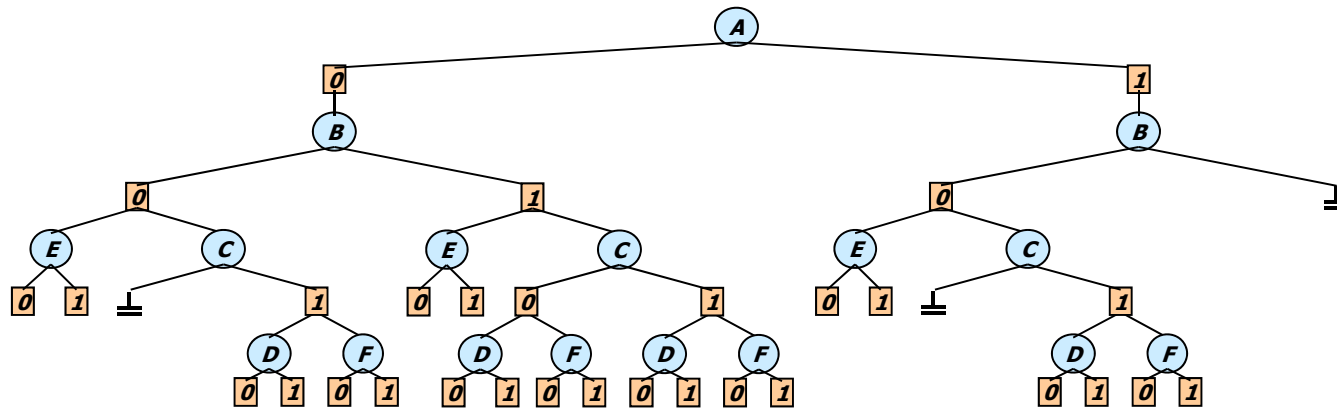 A
0 1
B B
0 1 0
E C E C E C
0 1 1 0 1 0 1 0 1 1
D F D F D F D F
0 1 0 1 0 1 0 1 0 1 0 1 0 1 0 1